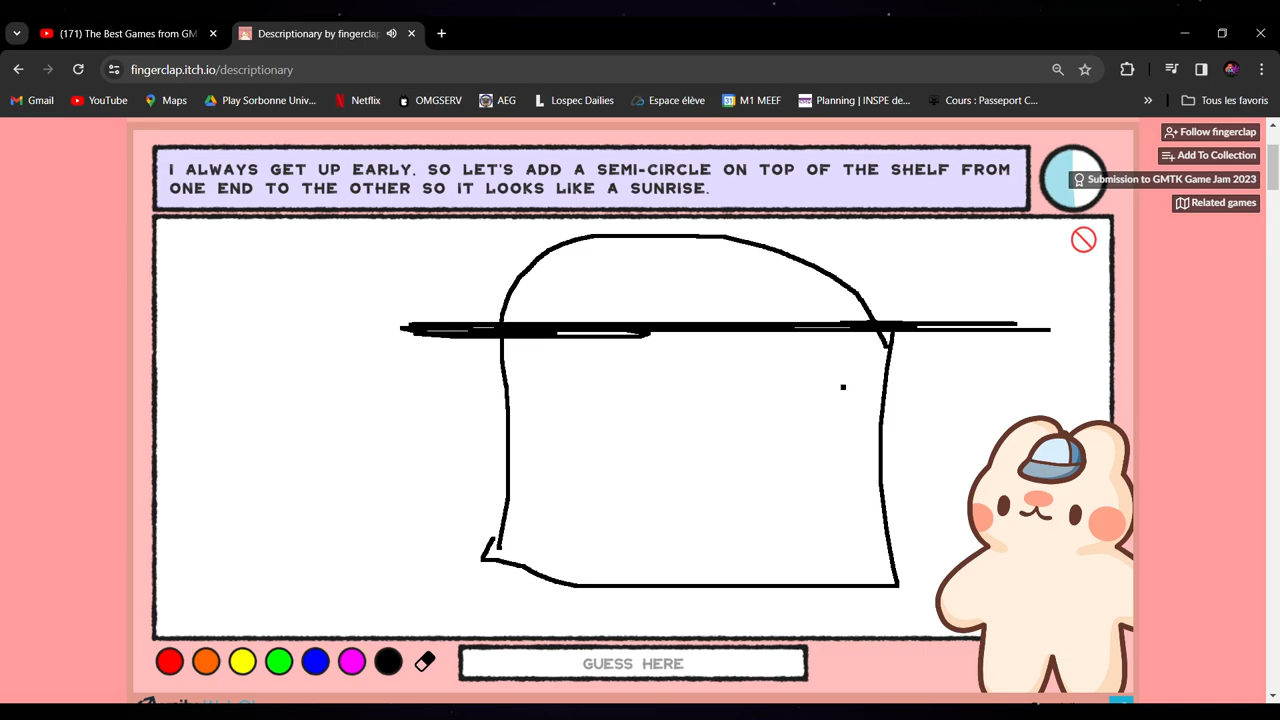 (171) The Best Games from GM
Descriptionary by fingerclap
fingerclap.itch.io/descriptionary
Gmail
YouTube
Maps
Play Sorbonne Univ...
Netflix
OMGSERV
AEG
Lospec Dailies
Espace élève
M1 MEEF
Planning | INSPE de...
Cours : Passeport C...
»
Tous les favoris
Follow fingerclap
Add To Collection
Submission to GMTK Game Jam 2023
Related games
I ALWAYS GET UP EARLY, SO LET'S ADD A SEMI-CIRCLE ON TOP OF THE SHELF FROM
ONE END TO THE OTHER SO IT LOOKS LIKE A SUNRISE.
GUESS HERE